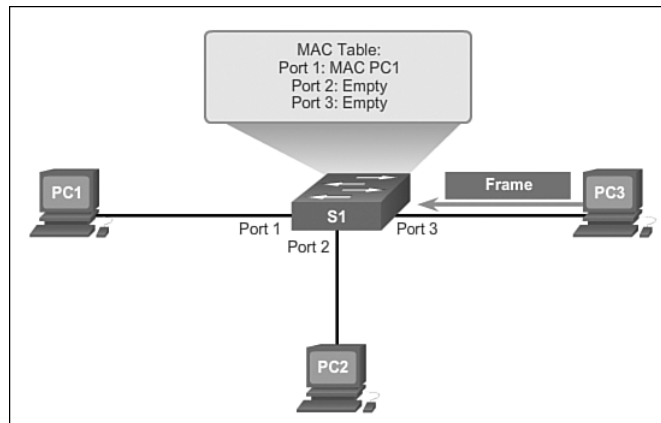 MAC Table:
Port 1: MAC PC1
Port 2: Empty
Port 3: Empty
PC1
Frame
PC3
S1
Port 1
Port 3
Port 2
PC2